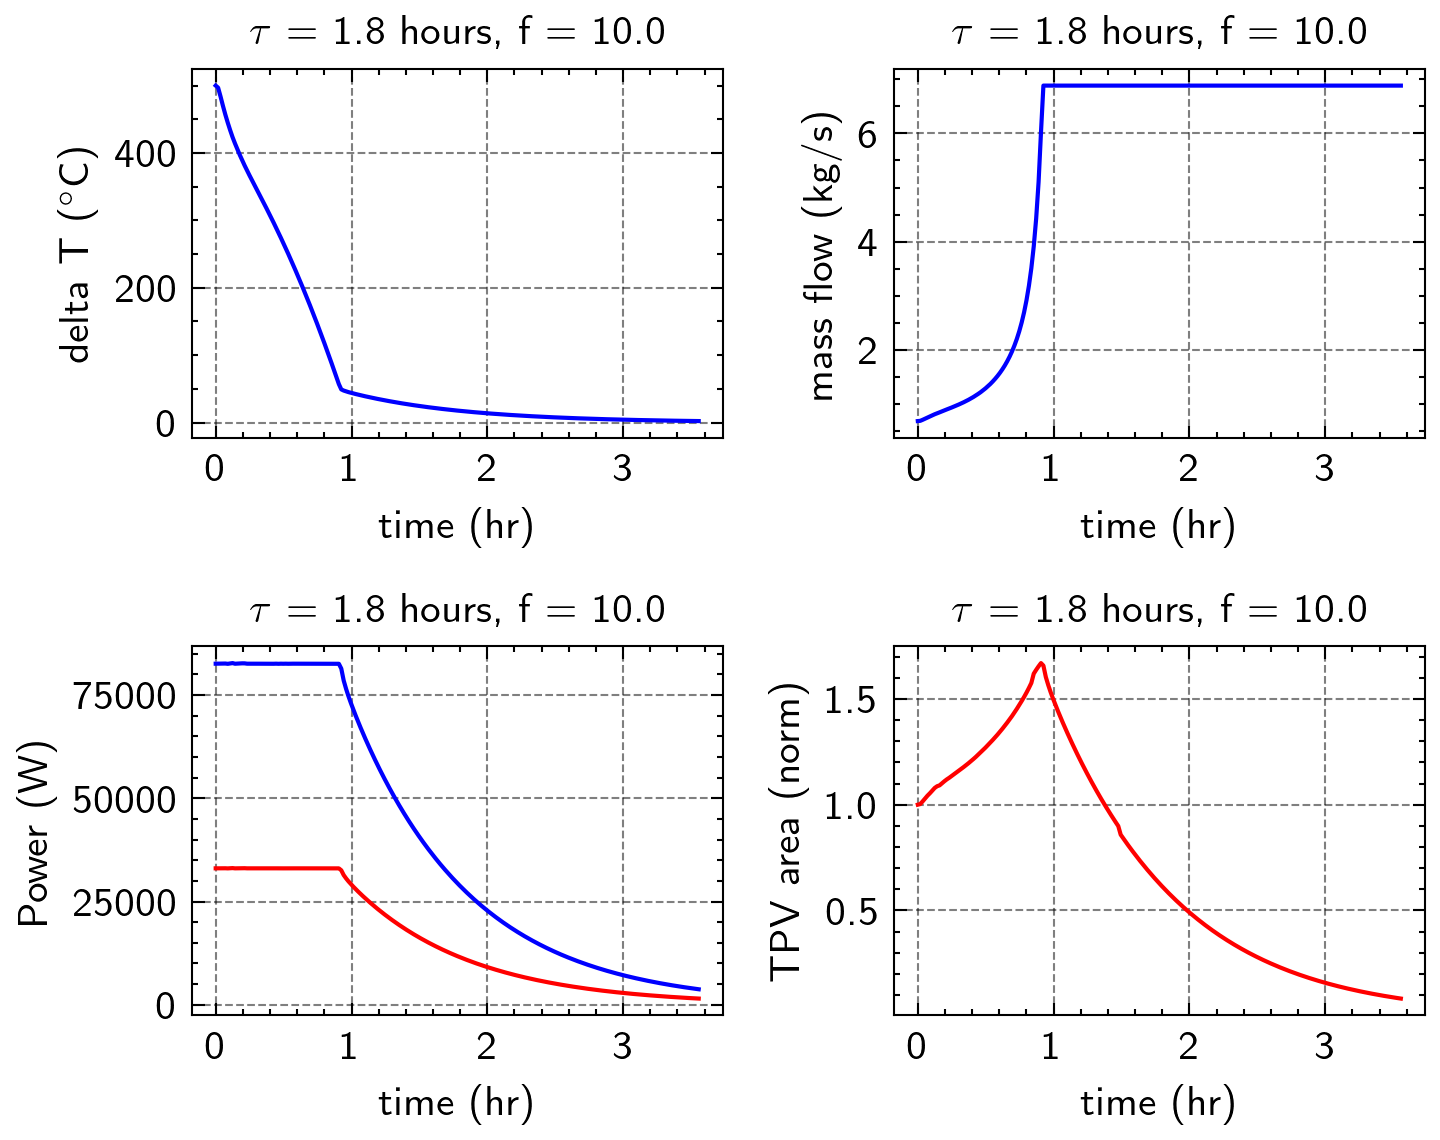 τ = 1.8 hours, f = 10.0
delta T (°C)
400
200
0
0 1 2 3
time (hr)
τ = 1.8 hours, f = 10.0
mass flow (kg/s)
6
4
2
0 1 2 3
time (hr)
τ = 1.8 hours, f = 10.0
Power (W)
75000
50000
25000
0
0 1 2 3
time (hr)
τ = 1.8 hours, f = 10.0
TPV area (norm)
1.5
1.0
0.5
0 1 2 3
time (hr)